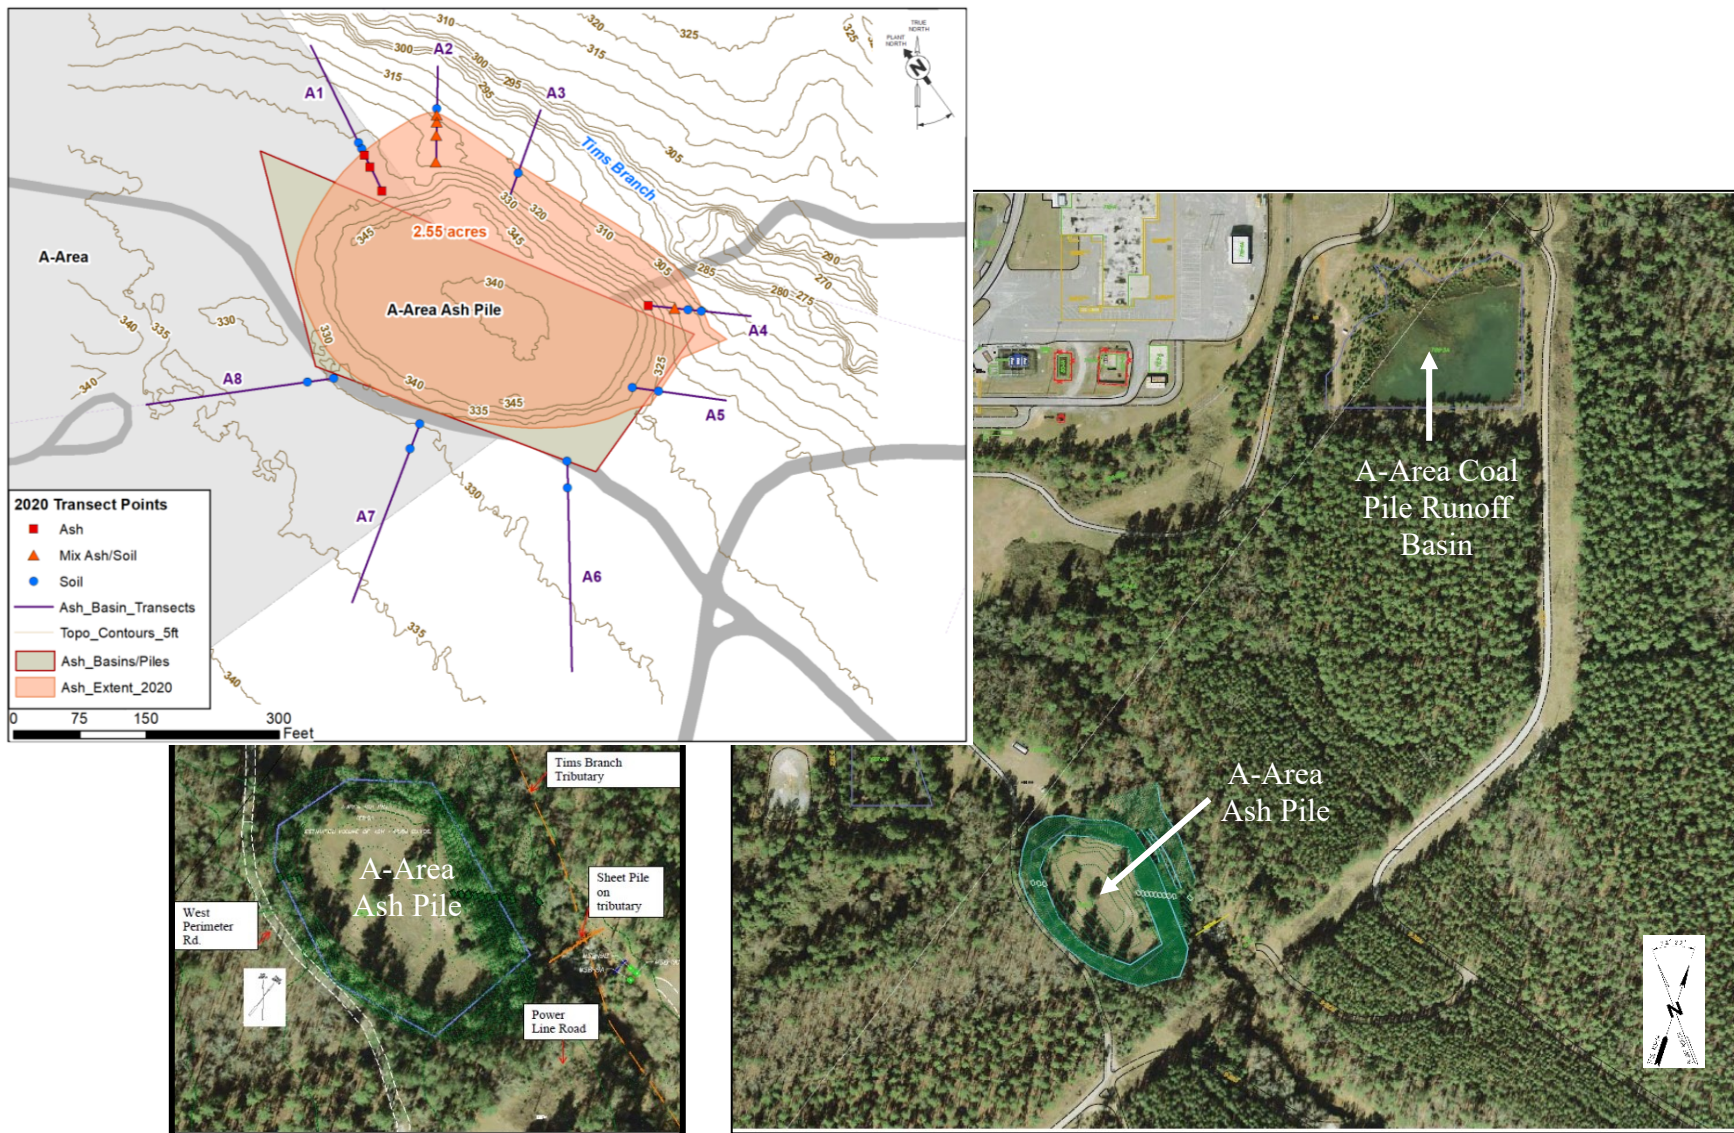 310
320
325
325
TRUE
NORTH
PLANT
NORTH
N
A2
300
300
315
315
295
295
A1
A3
Tims Branch
305
330
320
345
345
310
2.55 acres
A-Area
305
285
290
270
280
275
340
A-Area Ash Pile
340
335
330
330
A4
325
340
A8
340
345
335
A5
330
A7
A6
335
340
2020 Transect Points
Ash
Mix Ash/Soil
Soil
Ash_Basin_Transects
Topo_Contours_5ft
Ash_Basins/Piles
Ash_Extent_2020
0 75 150 300
Feet
A-Area Coal
Pile Runoff
Basin
Tims Branch
Tributary
A-Area
Ash Pile
Sheet Pile
on
tributary
West
Perimeter
Rd.
Power
Line Road
A-Area
Ash Pile
N